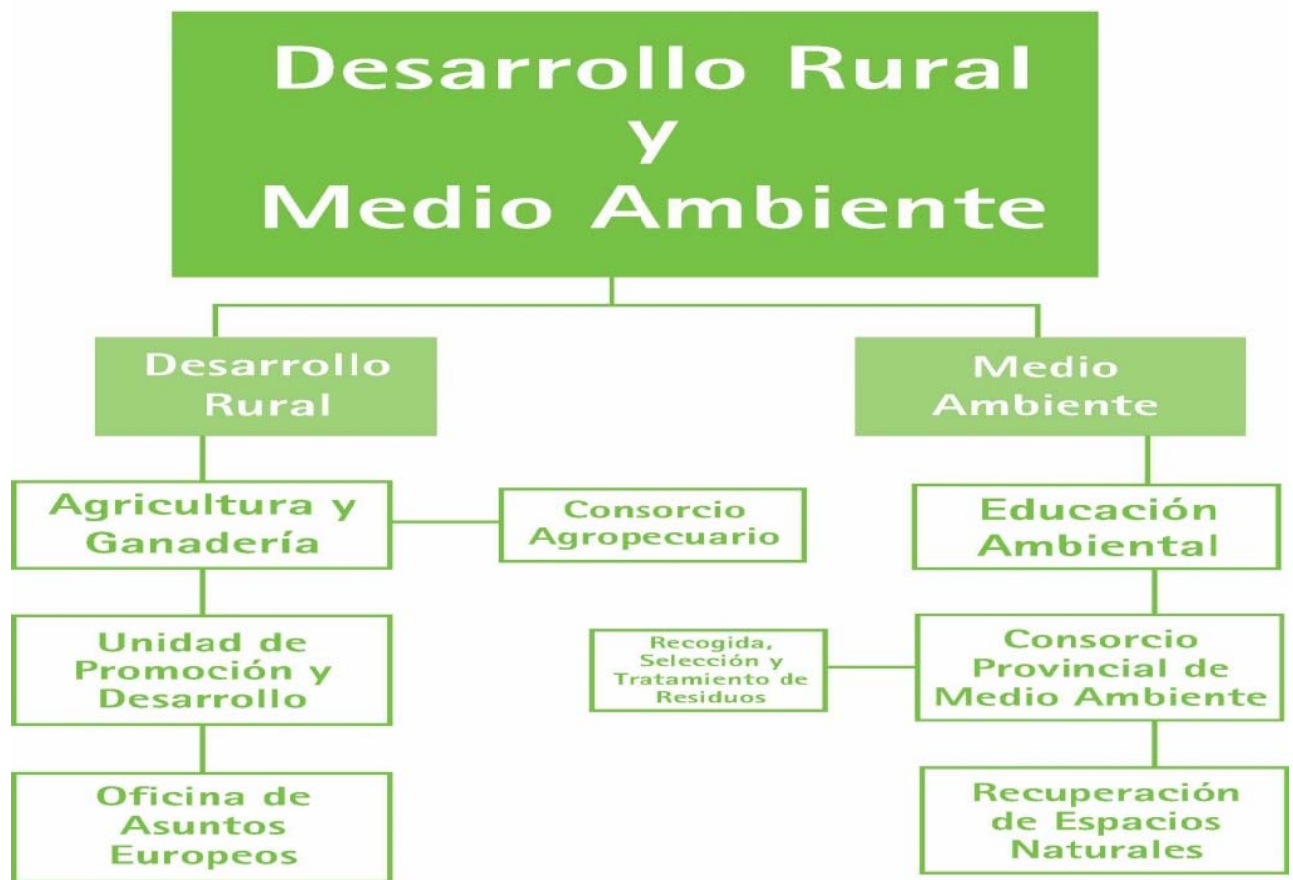 Desarrollo Rural
y
Medio Ambiente
Desarrollo
Rural
Medio
Ambiente
Agricultura y
Ganadería
Consorcio
Agropecuario
Educación
Ambiental
Unidad de
Promoción y
Desarrollo
Recogida,
Selección y
Tratamiento de
Residuos
Consorcio
Provincial de
Medio Ambiente
Oficina de
Asuntos
Europeos
Recuperación
de Espacios
Naturales